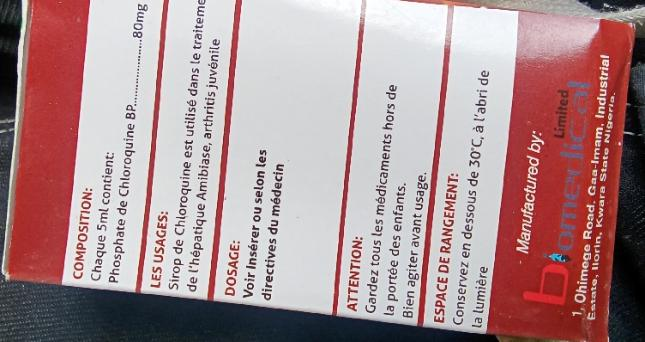 COMPOSITION:
Chaque 5ml contient:
Phosphate de Chloroquine BP.....................80mg
LES USAGES:
Sirop de Chloroquine est utilisé dans le traiteme
de l'hépatique Amibiase, arthritis juvénile
DOSAGE:
Voir Insérer ou selon les
directives du médecin
ATTENTION:
Gardez tous les médicaments hors de
la portée des enfants.
Bien agiter avant usage.
ESPACE DE RANGEMENT:
Conservez en dessous de 30°C, à l'abri de
la lumière
Manufactured by:
biomedical
Limited
1, Ohimege Road, Gaa-Imam, Industrial
Estate, Ilorin, Kwara State Nigeria.